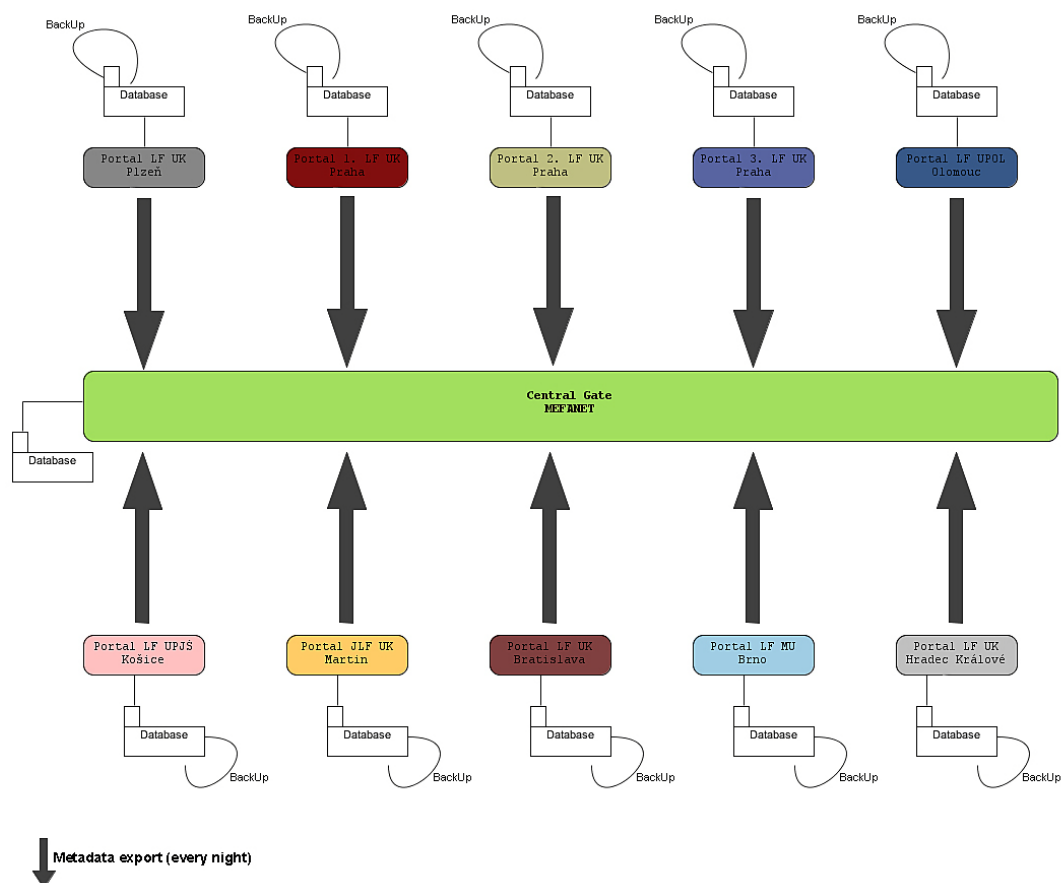 BackUp
BackUp
BackUp
BackUp
BackUp
Database
Database
Database
Database
Database
Portal LF UK
Plzeň
Portal 1. LF UK
Praha
Portal 2. LF UK
Praha
Portal 3. LF UK
Praha
Portal LF UPOL
Olomouc
Central Gate
MEFANET
Database
Portal LF UPJŠ
Košice
Portal JLF UK
Martin
Portal LF UK
Bratislava
Portal LF MU
Brno
Portal LF UK
Hradec Králové
Database
Database
Database
Database
Database
BackUp
BackUp
BackUp
BackUp
BackUp
Metadata export (every night)